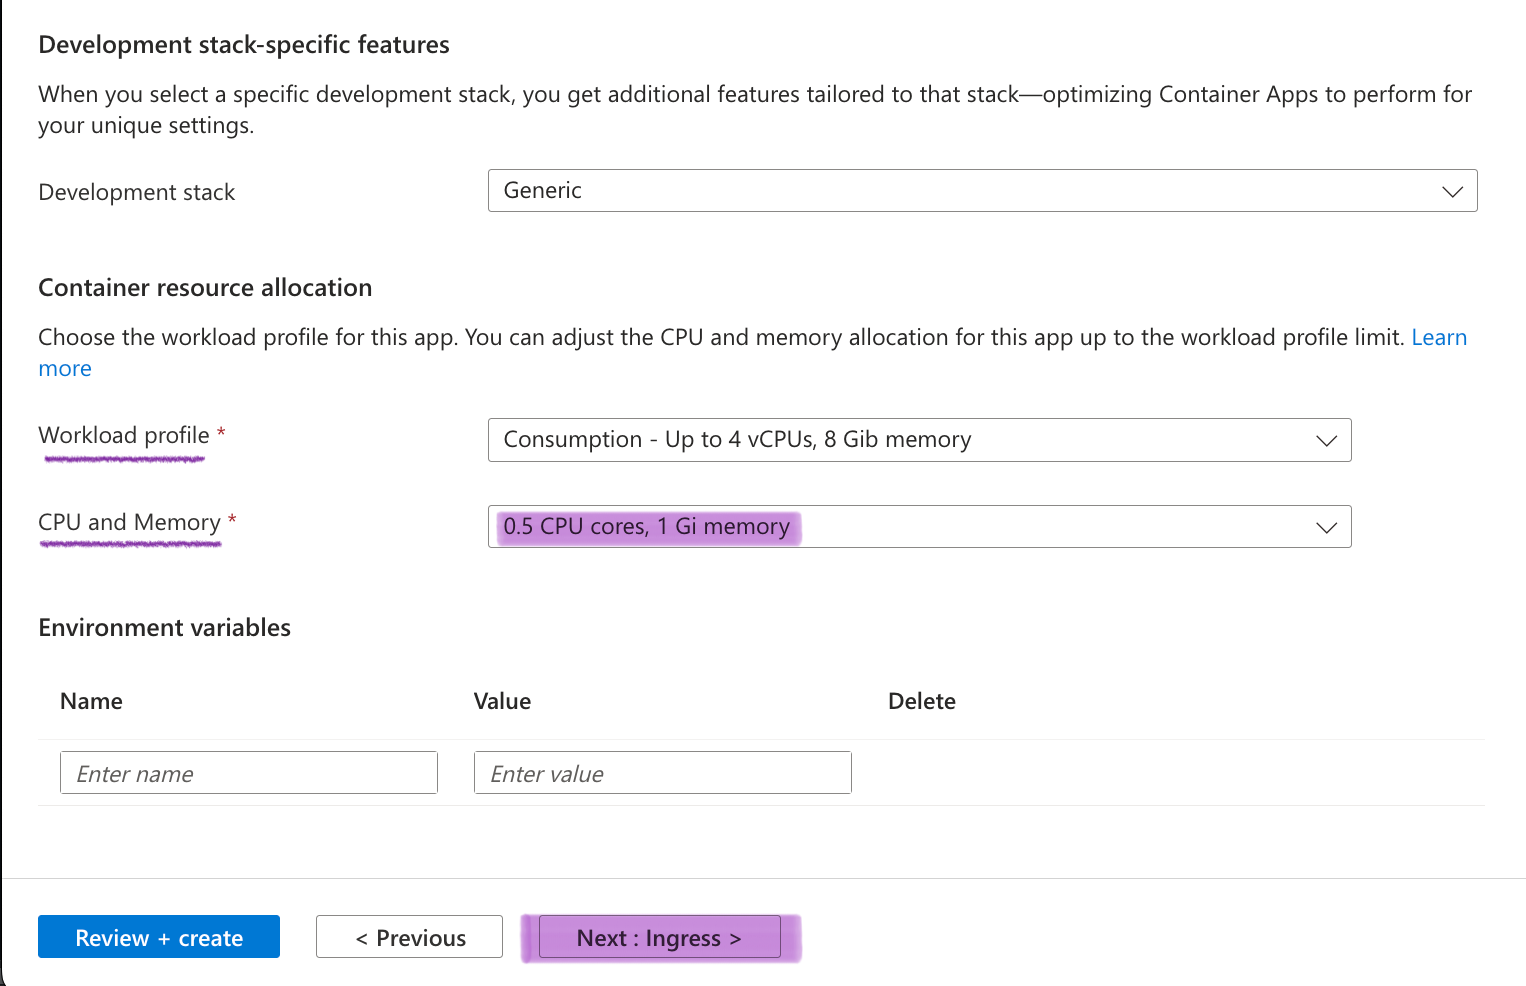 Development stack-specific features
When you select a specific development stack, you get additional features tailored to that stack—optimizing Container Apps to perform for
your unique settings.
Development stack
Generic
Container resource allocation
Choose the workload profile for this app. You can adjust the CPU and memory allocation for this app up to the workload profile limit. Learn
more
Workload profile *
Consumption - Up to 4 vCPUs, 8 Gib memory
CPU and Memory *
0.5 CPU cores, 1 Gi memory
Environment variables
Name Value Delete
Enter name Enter value
Review + create < Previous Next : Ingress >